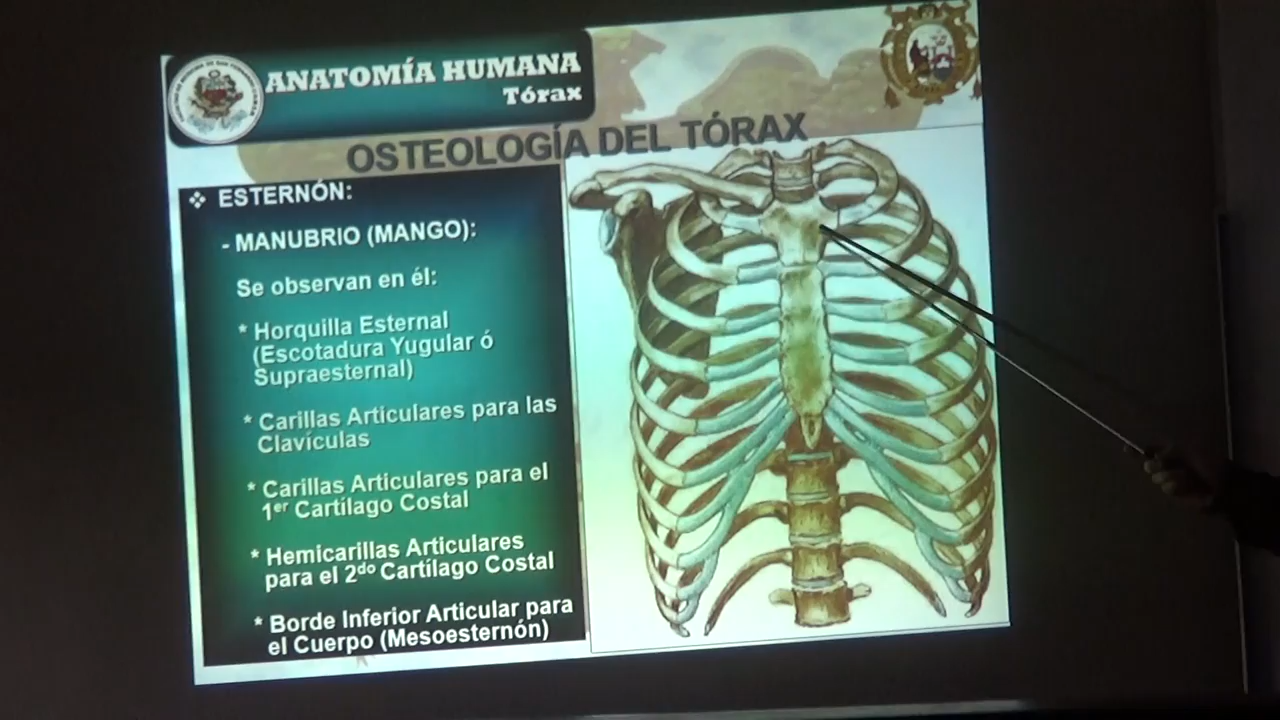 ANATOMÍA HUMANA
Tórax
OSTEOLOGÍA DEL TÓRAX
❖ ESTERNÓN:
- MANUBRIO (MANGO):
Se observan en él:
* Horquilla Esternal
(Escotadura Yugular ó
Supraesternal)
* Carillas Articulares para las
Clavículas
* Carillas Articulares para el
1er Cartílago Costal
* Hemicarillas Articulares
para el 2do Cartílago Costal
* Borde Inferior Articular para
el Cuerpo (Mesoesternón)